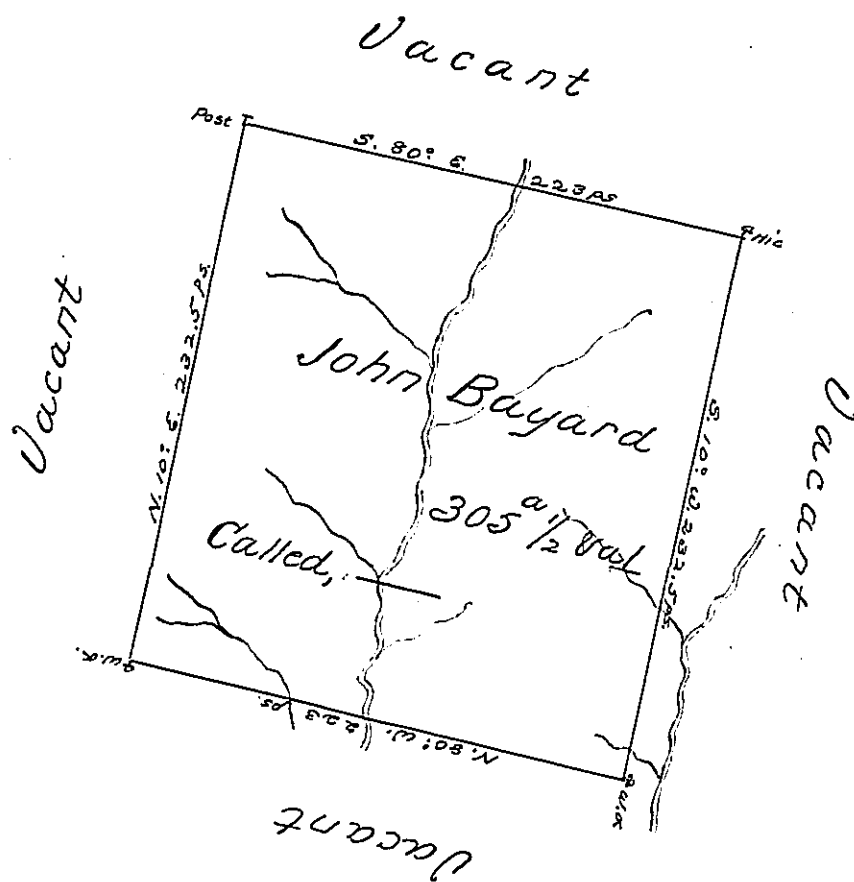 Vacant
Post
S. 80° E. 223 ps
Hic
Vacant
N. 10° E. 232.5 ps.
John Bayard
305 a 1/2
Called,
S. 10° W. 232.5 ps.
Vacant
W.O.
N. 80° W. 223 ps.
W.O.
Vacant